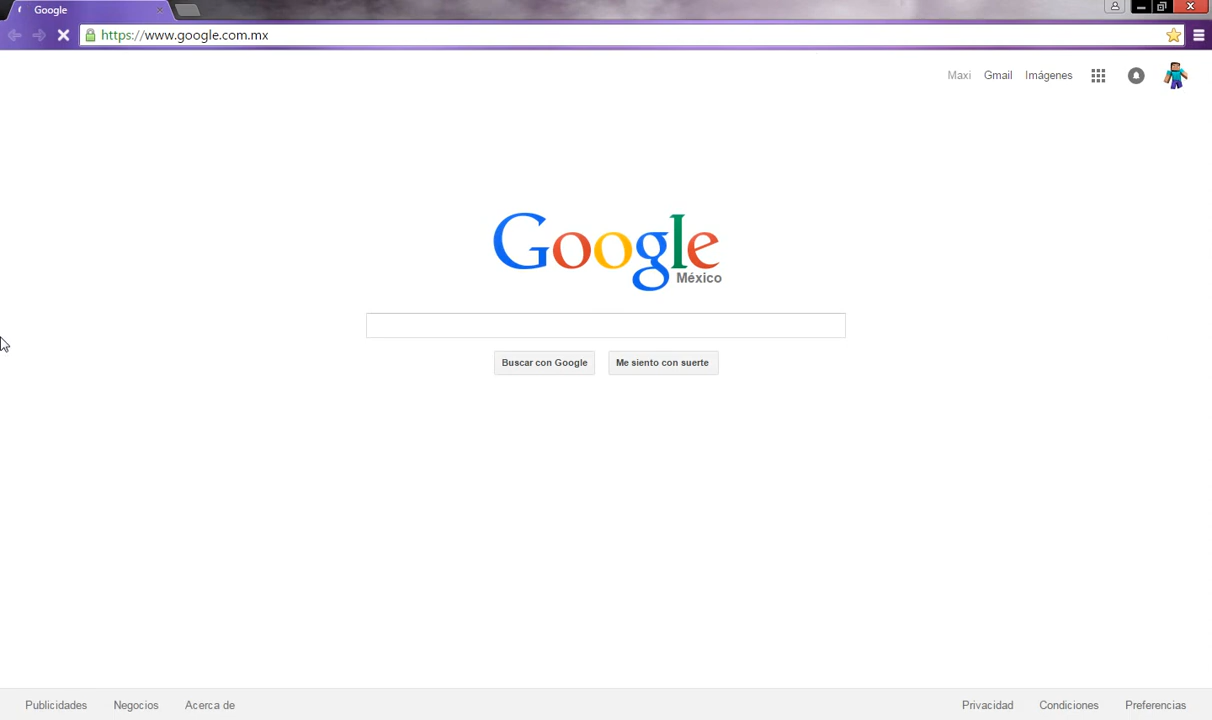 Google
https://www.google.com.mx
Maxi Gmail Imágenes
Google
México
Buscar con Google Me siento con suerte
Publicidades Negocios Acerca de Privacidad Condiciones Preferencias